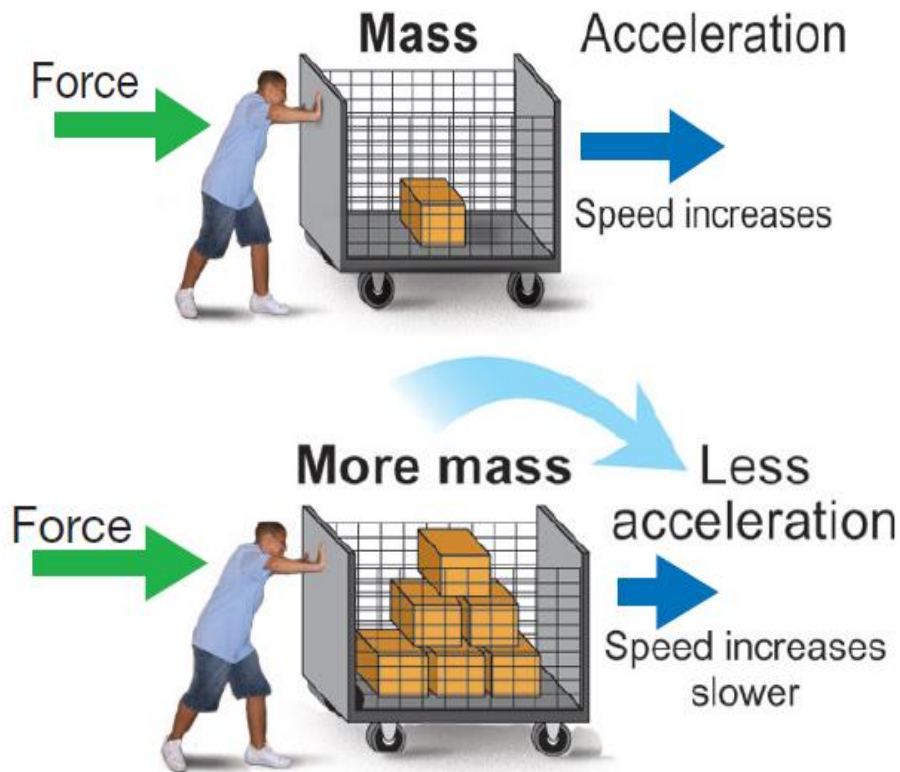 Mass
Acceleration
Force
Speed increases
More mass
Less
acceleration
Force
Speed increases
slower